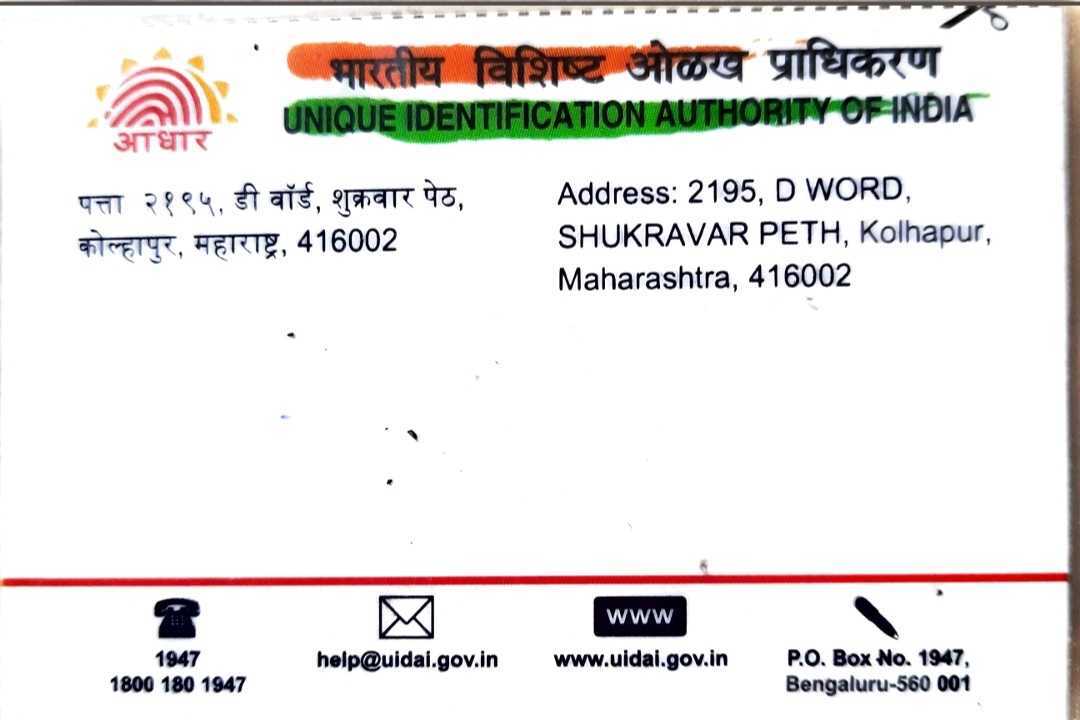 भारतीय विशिष्ट ओळख प्राधिकरण
UNIQUE IDENTIFICATION AUTHORITY OF INDIA
आधार
पत्ता २१९५, डी वॉर्ड, शुक्रवार पेठ,
कोल्हापुर, महाराष्ट्र, 416002
Address: 2195, D WORD,
SHUKRAVAR PETH, Kolhapur,
Maharashtra, 416002
1947
1800 180 1947
help@uidai.gov.in
www
www.uidai.gov.in
P.O. Box No. 1947,
Bengaluru-560 001